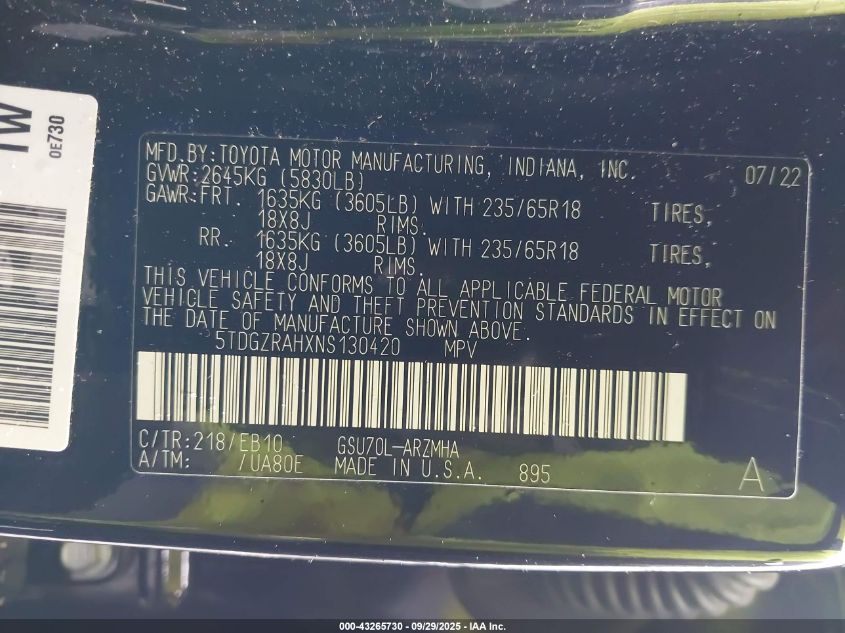 TW
0E730
MFD.BY:TOYOTA MOTOR MANUFACTURING, INDIANA, INC. 07/22
GVWR:2645KG (5830LB)
GAWR:FRT. 1635KG (3605LB) WITH 235/65R18 TIRES,
18X8J RIMS.
RR. 1635KG (3605LB) WITH 235/65R18 TIRES,
18X8J RIMS.
THIS VEHICLE CONFORMS TO ALL APPLICABLE FEDERAL MOTOR
VEHICLE SAFETY AND THEFT PREVENTION STANDARDS IN EFFECT ON
THE DATE OF MANUFACTURE SHOWN ABOVE.
5TDGZRAHXNS130420 MPV
C/TR:218/EB10 GSU70L-ARZMHA
A/TM: /UA80E MADE IN U.S.A. 895 A
000-43265730 - 09/29/2025 - IAA Inc.